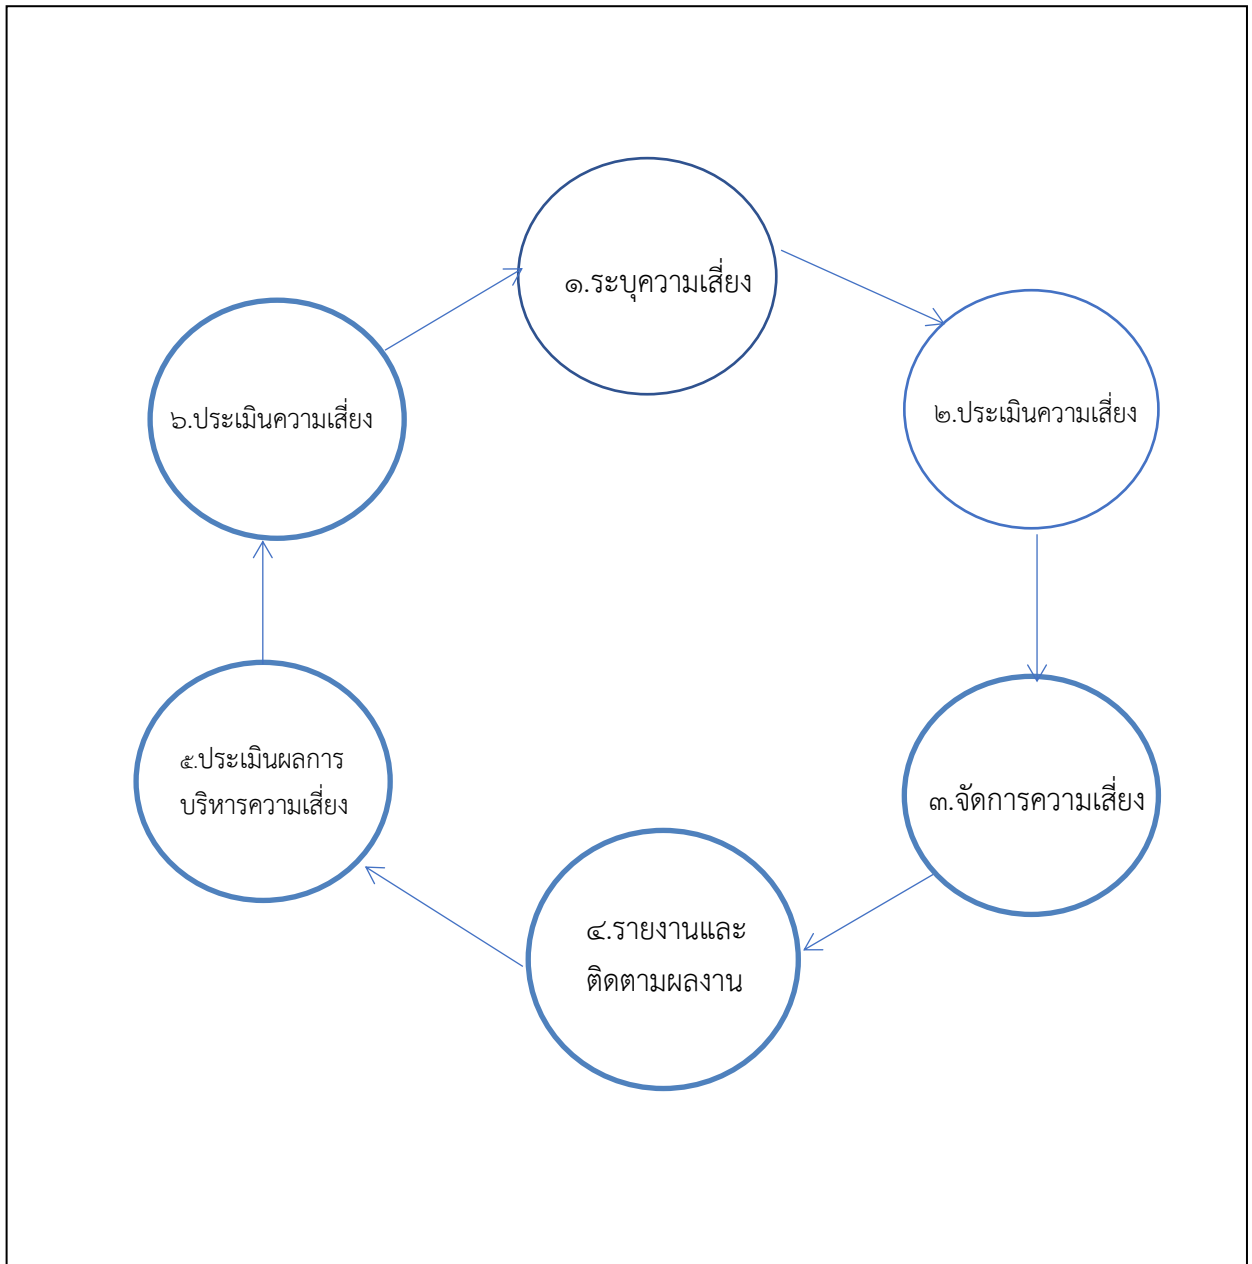 ๑.ระบุความเสี่ยง
๒.ประเมินความเสี่ยง
๓.จัดการความเสี่ยง
๔.รายงานและ
ติดตามผลงาน
๕.ประเมินผลการ
บริหารความเสี่ยง
๖.ประเมินความเสี่ยง